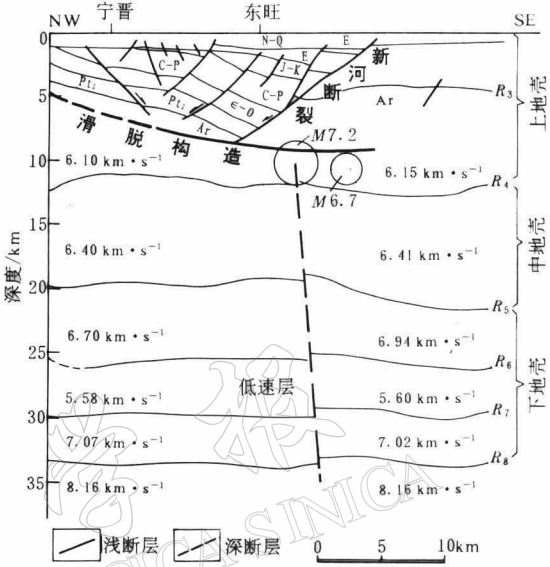 宁晋 东旺
NW SE
0
N-Q E
E
C-P J-K
Pt₁ C-P
Pt₁ ∈-O Ar
Ar
新河断裂
滑脱构造
5
10
15
20
25
30
35
深度/km
M7.2
M6.7
6.10 km·s⁻¹ 6.15 km·s⁻¹
6.40 km·s⁻¹ 6.41 km·s⁻¹
6.70 km·s⁻¹ 6.94 km·s⁻¹
低速层
5.58 km·s⁻¹ 5.60 km·s⁻¹
7.07 km·s⁻¹ 7.02 km·s⁻¹
8.16 km·s⁻¹ 8.16 km·s⁻¹
R₃
R₄
R₅
R₆
R₇
R₈
上地壳
中地壳
下地壳
浅断层 深断层 0 10km
SINICA